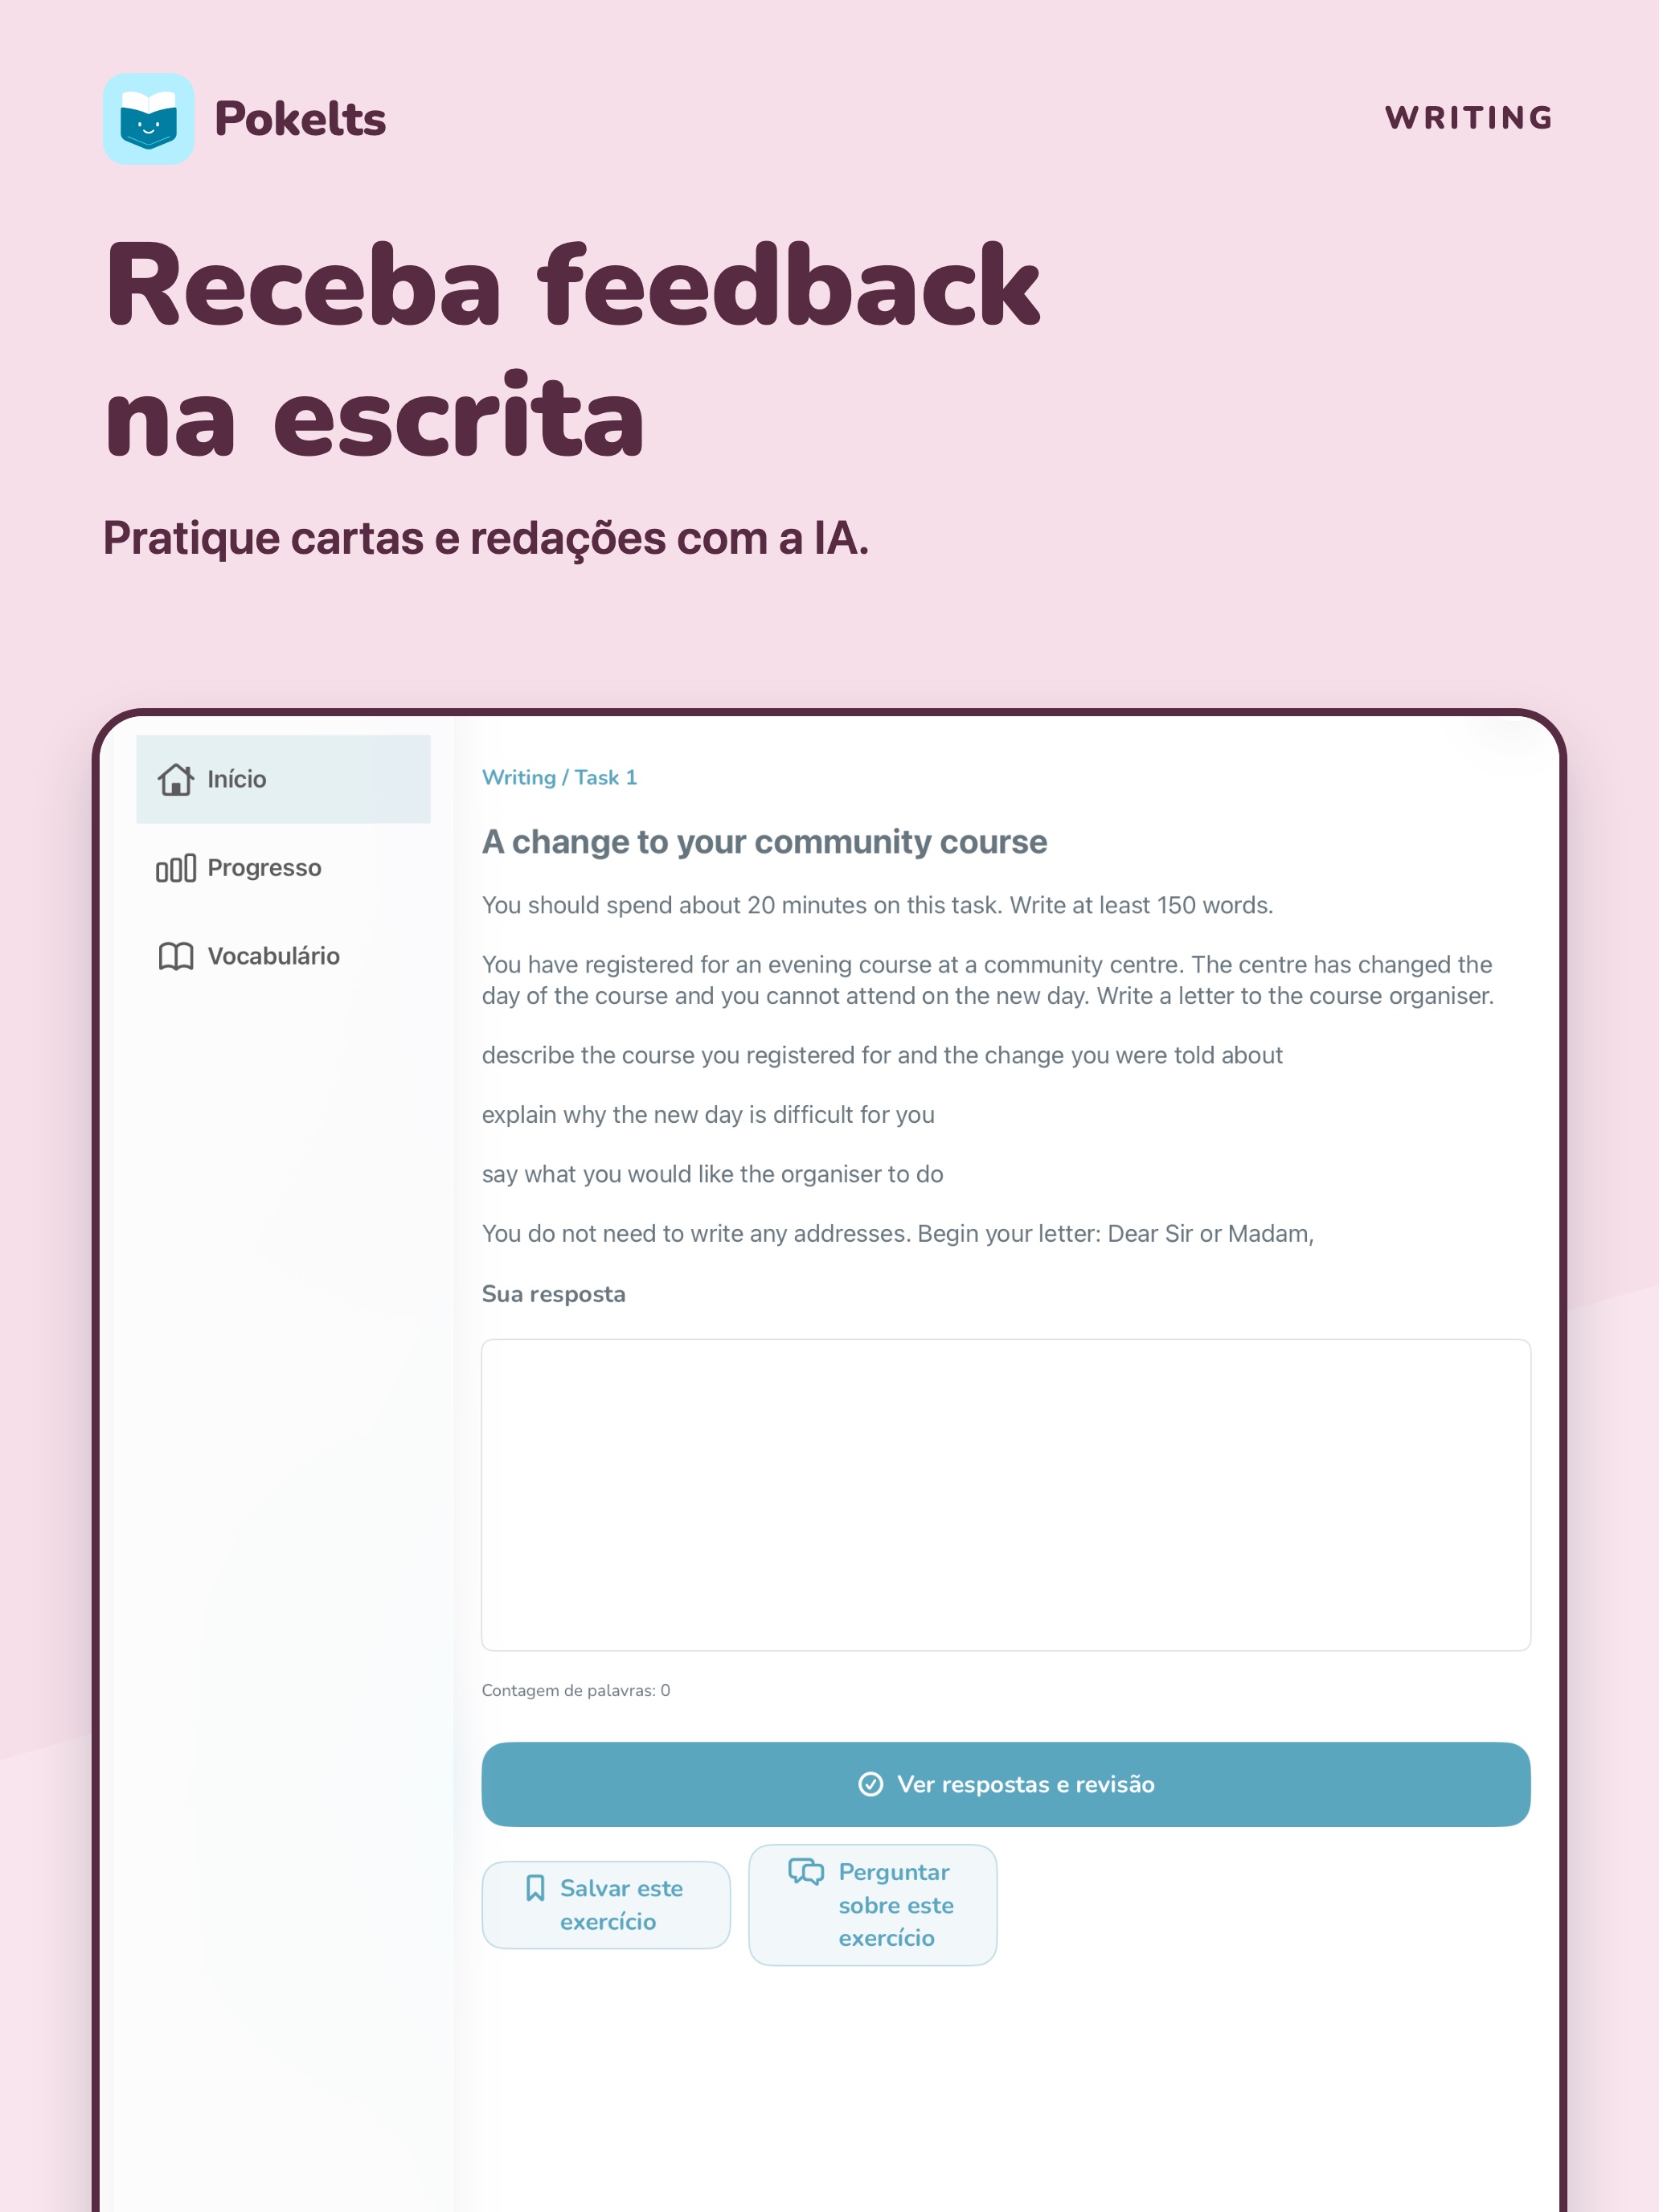 Pokelts
WRITING
Receba feedback
na escrita
Pratique cartas e redações com a IA.
Início
Progresso
Vocabulário
Writing / Task 1
A change to your community course
You should spend about 20 minutes on this task. Write at least 150 words.
You have registered for an evening course at a community centre. The centre has changed the
day of the course and you cannot attend on the new day. Write a letter to the course organiser.
describe the course you registered for and the change you were told about
explain why the new day is difficult for you
say what you would like the organiser to do
You do not need to write any addresses. Begin your letter: Dear Sir or Madam,
Sua resposta
Contagem de palavras: 0
Ver respostas e revisão
Salvar este
exercício
Perguntar
sobre este
exercício